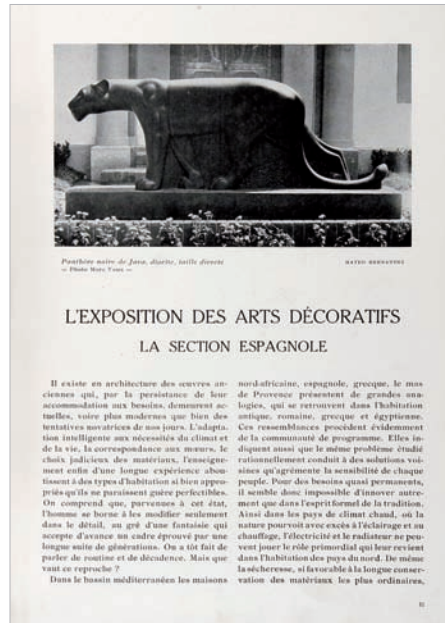 Panthère noire de Java, diorite, taille directe
— Photo Marc Vaux —
MATEO HERNANDEZ
L'EXPOSITION DES ARTS DÉCORATIFS
LA SECTION ESPAGNOLE
Il existe en architecture des œuvres an-
ciennes qui, par la persistance de leur
accommodation aux besoins, demeurent ac-
tuelles, voire plus modernes que bien des
tentatives novatrices de nos jours. L'adapta-
tion intelligente aux nécessités du climat et
de la vie, la correspondance aux mœurs, le
choix judicieux des matériaux, l'enseigne-
ment enfin d'une longue expérience abou-
tissent à des types d'habitation si bien appro-
priés qu'ils ne paraissent guère perfectibles.
On comprend que, parvenues à cet état,
l'homme se borne à les modifier seulement
dans le détail, au gré d'une fantaisie qui
accepte d'avance un cadre éprouvé par une
longue suite de générations. On a tôt fait de
parler de routine et de décadence. Mais que
vaut ce reproche ?
Dans le bassin méditerranéen les maisons
nord-africaine, espagnole, grecque, le mas
de Provence présentent de grandes ana-
logies, qui se retrouvent dans l'habitation
antique, romaine, grecque et égyptienne.
Ces ressemblances procèdent évidemment
de la communauté de programme. Elles in-
diquent aussi que le même problème étudié
rationnellement conduit à des solutions voi-
sines qu'agrémente la sensibilité de chaque
peuple. Pour des besoins quasi permanents,
il semble donc impossible d'innover autre-
ment que dans l'esprit formel de la tradition.
Ainsi dans les pays de climat chaud, où la
nature pourvoit avec excès à l'éclairage et au
chauffage, l'électricité et le radiateur ne peu-
vent jouer le rôle primordial qui leur revient
dans l'habitation des pays du nord. De même
la sécheresse, si favorable à la longue conser-
vation des matériaux les plus ordinaires,